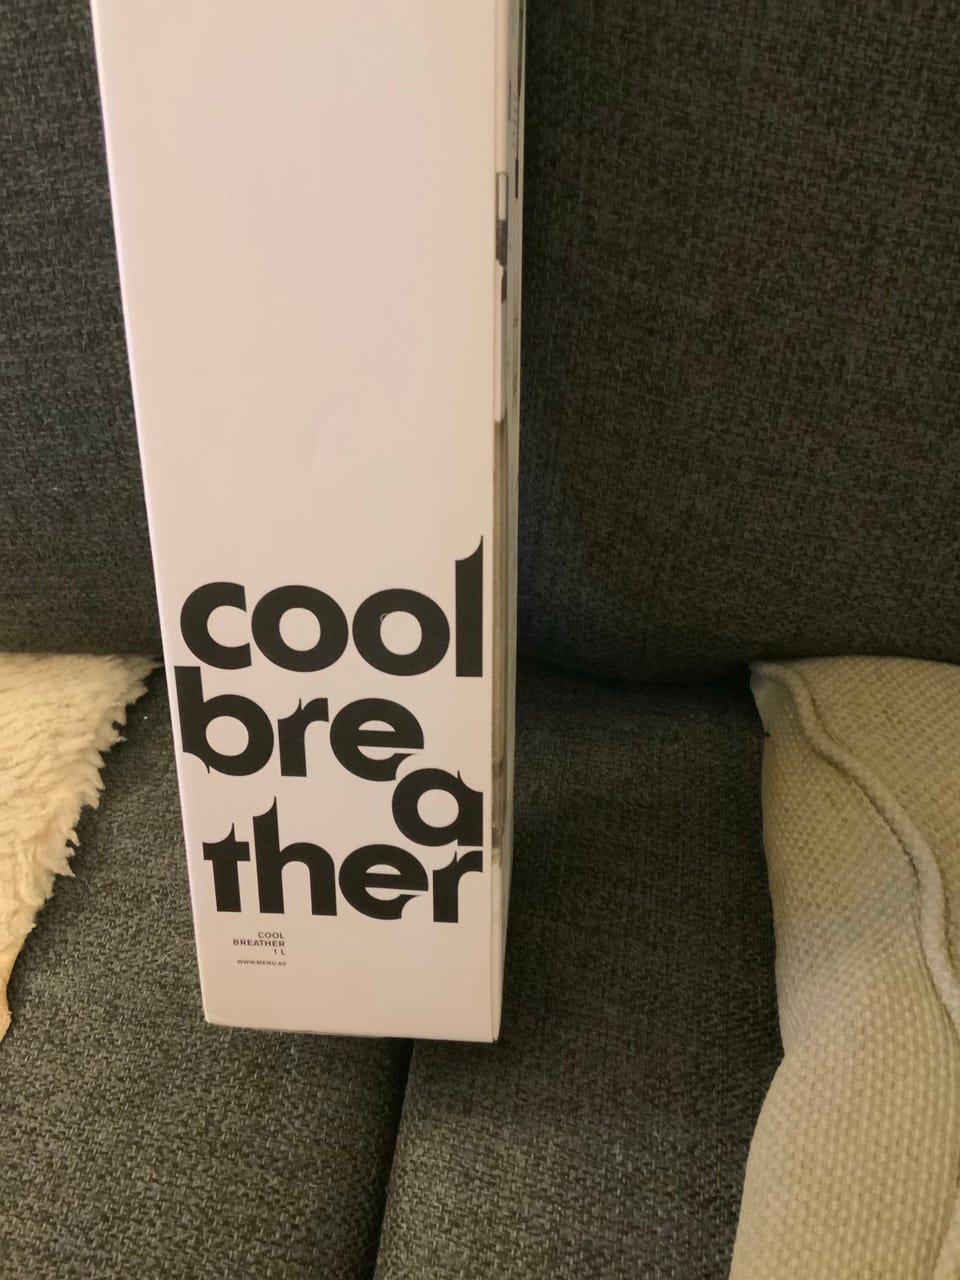 cool
bre
a
ther
COOL
BREATHER
1 L
WWW.MENU.AS